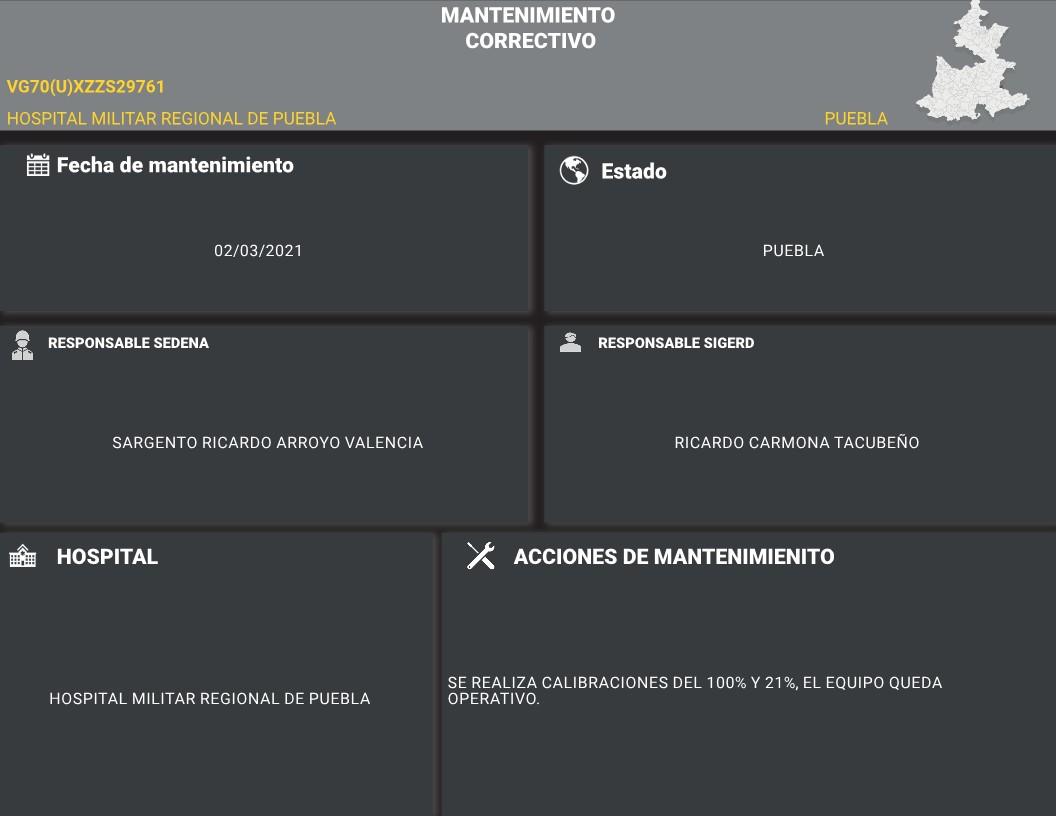 MANTENIMIENTO
CORRECTIVO
VG70(U)XZZS29761
HOSPITAL MILITAR REGIONAL DE PUEBLA
PUEBLA
Fecha de mantenimiento
02/03/2021
Estado
PUEBLA
RESPONSABLE SEDENA
SARGENTO RICARDO ARROYO VALENCIA
RESPONSABLE SIGERD
RICARDO CARMONA TACUBEÑO
HOSPITAL
HOSPITAL MILITAR REGIONAL DE PUEBLA
ACCIONES DE MANTENIMIENITO
SE REALIZA CALIBRACIONES DEL 100% Y 21%, EL EQUIPO QUEDA
OPERATIVO.